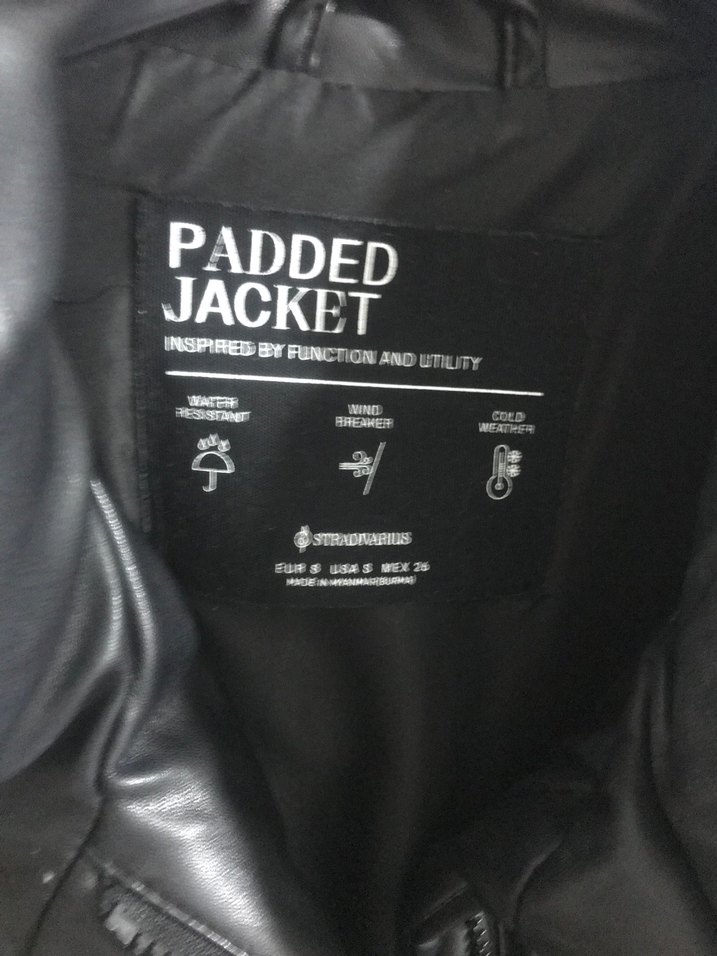 PADDED
JACKET
INSPIRED BY FUNCTION AND UTILITY
WATER
RESISTANT
WIND
BREAKER
COLD
WEATHER
STRADIVARIUS
EUR S USA S MEX 26
MADE IN MYANMAR(BURMA)